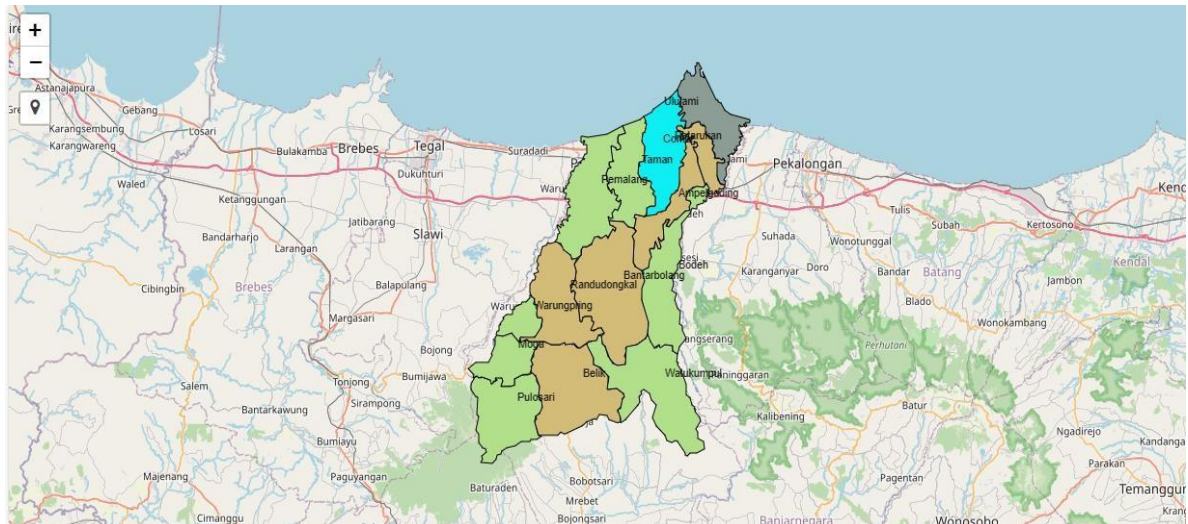 +
−
Astanajapura
Gebang
Losari
Karangsembung
Karangwareng
Bulakamba
Brebes
Tegal
Suradadi
Dukuhturi
Waled
Ketanggungan
Jatibarang
Slawi
Bandarharjo
Larangan
Cibingbin
Brebes
Balapulang
Margasari
Bojong
Salem
Tonjong
Bumijawa
Sirampong
Bantarkawung
Bumiayu
Majenang
Paguyangan
Cimanggu
Baturaden
Bobotsari
Mrebet
Bojongsari
Ulujami
Petarukan
Taman
Pemalang
Ampelgading
Bodeh
Bantarbolang
Randudongkal
Warungpring
Moga
Belik
Watukumpul
Pulosari
Pekalongan
Tulis
Subah
Kertosono
Suhada
Wonotunggal
Karanganyar
Doro
Bandar
Batang
Kendal
Jambon
Blado
Wonokambang
Perhutani
Paninggaran
Kalibening
Batur
Ngadirejo
Kandanga
Parakan
Pagentan
Temanggu
Banjarnegara
Wonosobo